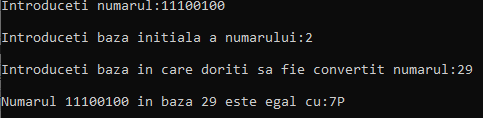 Introduceti numarul:11100100
Introduceti baza initiala a numarului:2
Introduceti baza in care doriti sa fie convertit numarul:29
Numarul 11100100 in baza 29 este egal cu:7P